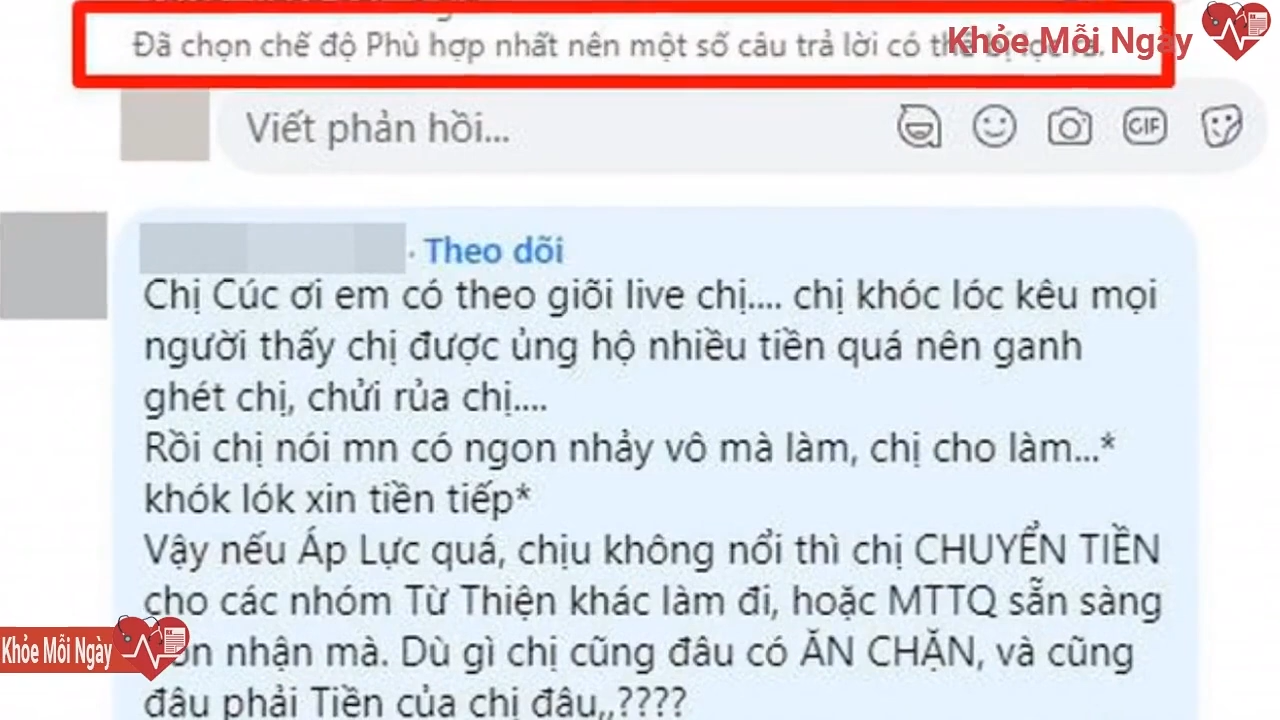 Đã chọn chế độ Phù hợp nhất nên một số câu trả lời có thể bị lọc ra.
Khỏe Mỗi Ngày
Viết phản hồi...
GIF
· Theo dõi
Chị Cúc ơi em có theo giõi live chị.... chị khóc lóc kêu mọi
người thấy chị được ủng hộ nhiều tiền quá nên ganh
ghét chị, chửi rủa chị....
Rồi chị nói mn có ngon nhảy vô mà làm, chị cho làm...*
khók lók xin tiền tiếp*
Vậy nếu Áp Lực quá, chịu không nổi thì chị CHUYỂN TIỀN
cho các nhóm Từ Thiện khác làm đi, hoặc MTTQ sẵn sàng
nhận mà. Dù gì chị cũng đâu có ĂN CHẶN, và cũng
Khỏe Mỗi Ngày
đâu phải Tiền của chị đâu,,????